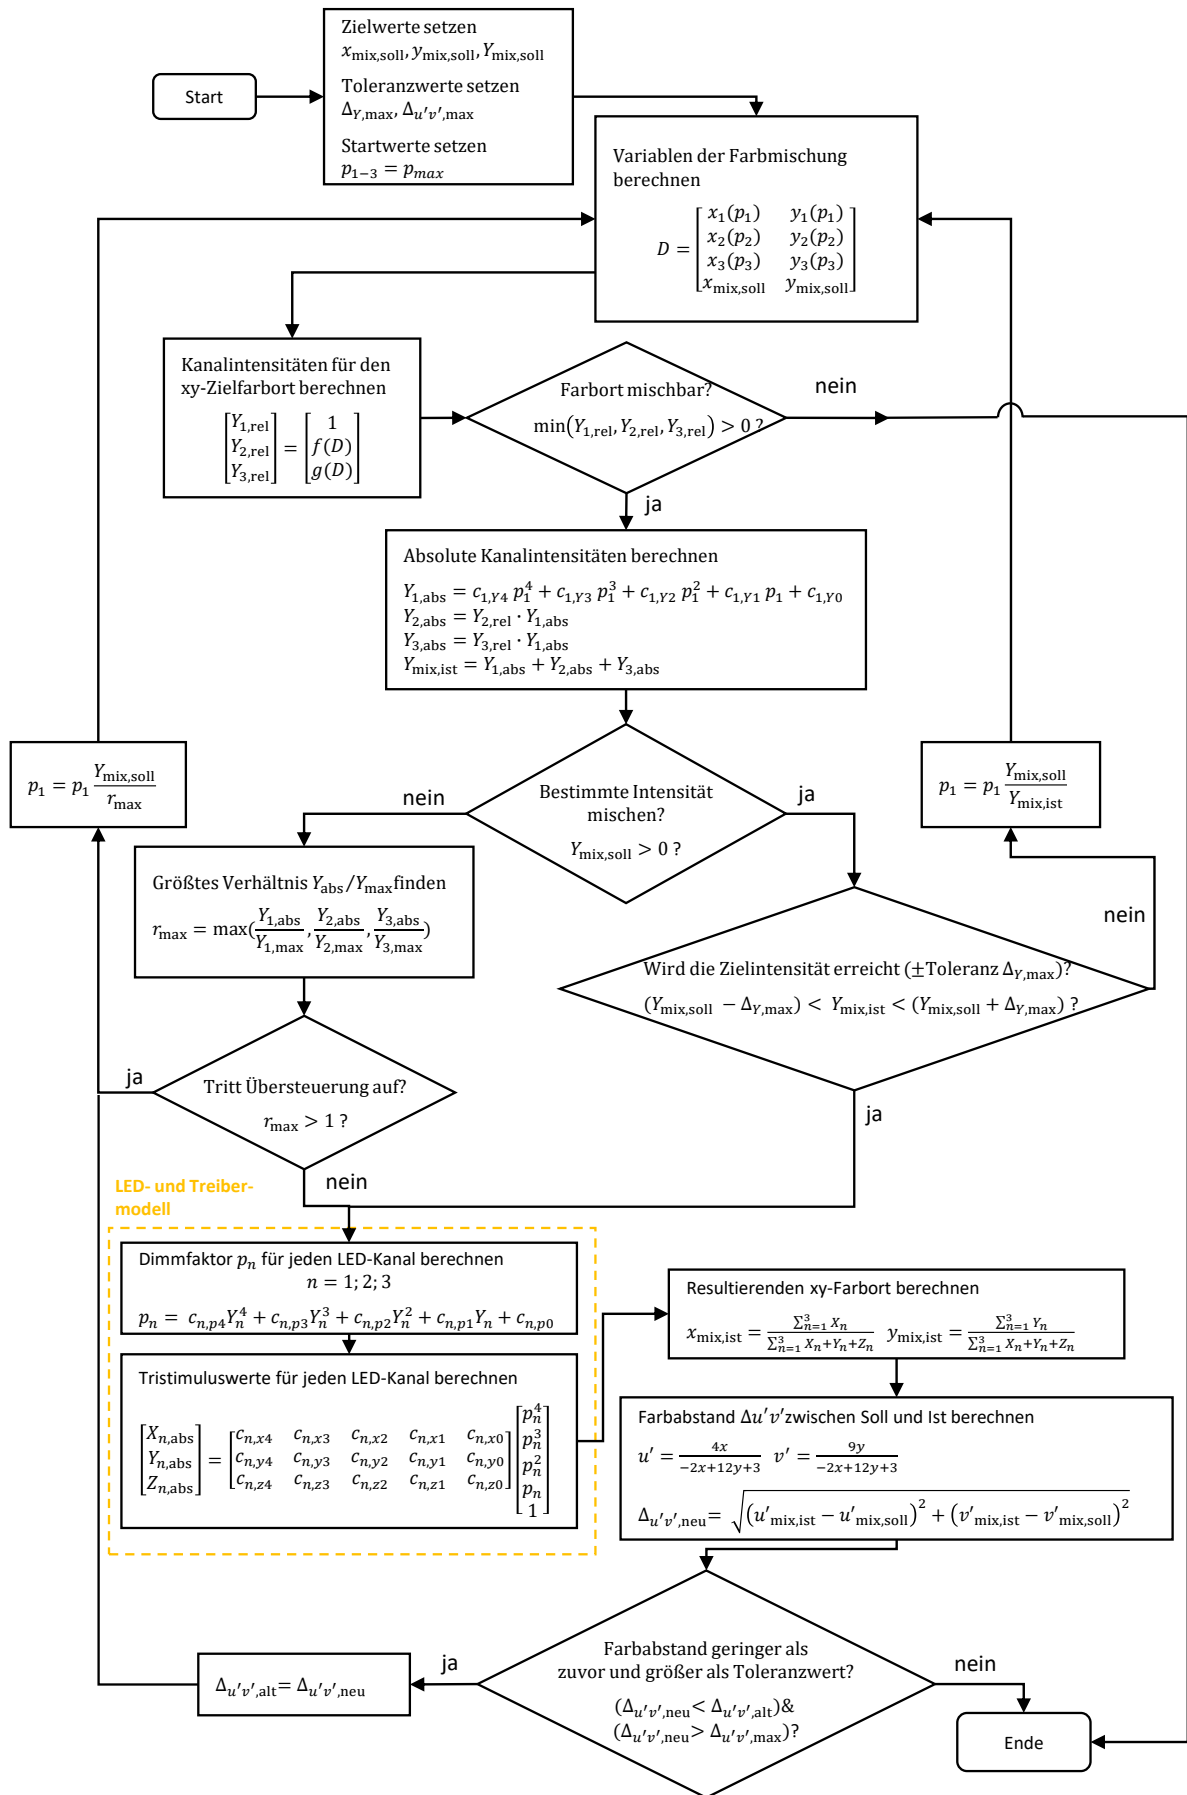 Start
Zielwerte setzen
x_mix,soll, y_mix,soll, Y_mix,soll
Toleranzwerte setzen
Δ_Y,max, Δ_u′v′,max
Startwerte setzen
p_1−3 = p_max
Variablen der Farbmischung
berechnen
D = [x_1(p_1) y_1(p_1)
x_2(p_2) y_2(p_2)
x_3(p_3) y_3(p_3)
x_mix,soll y_mix,soll]
Kanalintensitäten für den
xy-Zielfarbort berechnen
[Y_1,rel Y_2,rel Y_3,rel] = [1 f(D) g(D)]
Farbort mischbar?
min(Y_1,rel, Y_2,rel, Y_3,rel) > 0 ?
nein
ja
Absolute Kanalintensitäten berechnen
Y_1,abs = c_1,Y4 p_1^4 + c_1,Y3 p_1^3 + c_1,Y2 p_1^2 + c_1,Y1 p_1 + c_1,Y0
Y_2,abs = Y_2,rel · Y_1,abs
Y_3,abs = Y_3,rel · Y_1,abs
Y_mix,ist = Y_1,abs + Y_2,abs + Y_3,abs
p_1 = p_1 Y_mix,soll / r_max
p_1 = p_1 Y_mix,soll / Y_mix,ist
nein
Bestimmte Intensität
mischen?
Y_mix,soll > 0 ?
ja
Größtes Verhältnis Y_abs/Y_max finden
r_max = max(Y_1,abs/Y_1,max, Y_2,abs/Y_2,max, Y_3,abs/Y_3,max)
nein
Wird die Zielintensität erreicht (±Toleranz Δ_Y,max)?
(Y_mix,soll − Δ_Y,max) < Y_mix,ist < (Y_mix,soll + Δ_Y,max) ?
ja
Tritt Übersteuerung auf?
r_max > 1 ?
ja
nein
LED- und Treiber-
modell
Dimmfaktor p_n für jeden LED-Kanal berechnen
n = 1; 2; 3
p_n = c_n,p4 Y_n^4 + c_n,p3 Y_n^3 + c_n,p2 Y_n^2 + c_n,p1 Y_n + c_n,p0
Tristimuluswerte für jeden LED-Kanal berechnen
[X_n,abs Y_n,abs Z_n,abs] = [c_n,x4 c_n,x3 c_n,x2 c_n,x1 c_n,x0
c_n,y4 c_n,y3 c_n,y2 c_n,y1 c_n,y0
c_n,z4 c_n,z3 c_n,z2 c_n,z1 c_n,z0] [p_n^4 p_n^3 p_n^2 p_n 1]
Resultierenden xy-Farbort berechnen
x_mix,ist = ∑_{n=1}^3 X_n / ∑_{n=1}^3 X_n+Y_n+Z_n y_mix,ist = ∑_{n=1}^3 Y_n / ∑_{n=1}^3 X_n+Y_n+Z_n
Farbabstand Δu′v′ zwischen Soll und Ist berechnen
u′ = 4x / −2x+12y+3 v′ = 9y / −2x+12y+3
Δ_u′v′,neu = √((u′_mix,ist − u′_mix,soll)^2 + (v′_mix,ist − v′_mix,soll)^2)
Farbabstand geringer als
zuvor und größer als Toleranzwert?
(Δ_u′v′,neu < Δ_u′v′,alt)&
(Δ_u′v′,neu > Δ_u′v′,max)?
ja
nein
Δ_u′v′,alt = Δ_u′v′,neu
Ende